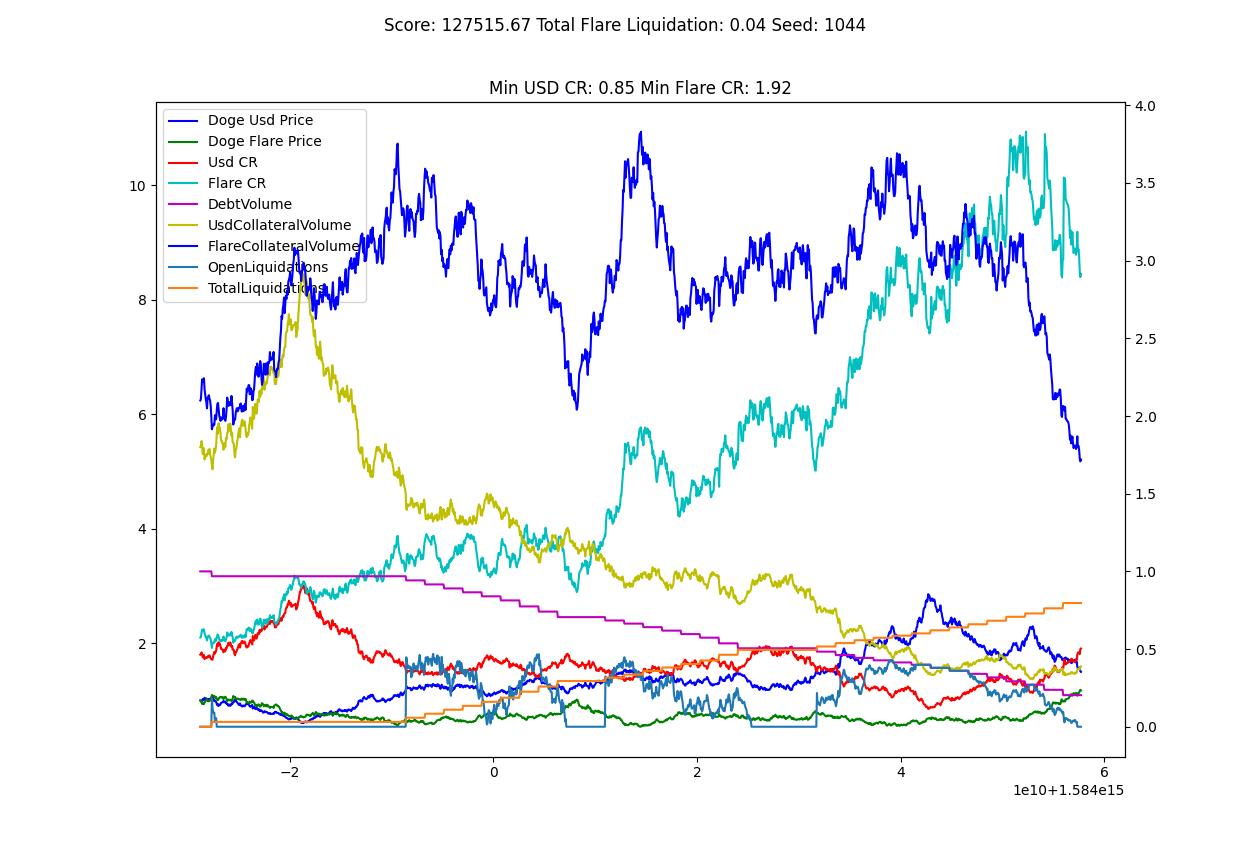 Score: 127515.67 Total Flare Liquidation: 0.04 Seed: 1044
Min USD CR: 0.85 Min Flare CR: 1.92
Doge Usd Price
Doge Flare Price
Usd CR
Flare CR
DebtVolume
UsdCollateralVolume
FlareCollateralVolume
OpenLiquidations
TotalLiquidations
10
8
6
4
2
4.0
3.5
3.0
2.5
2.0
1.5
1.0
0.5
0.0
−2 0 2 4 6
1e10+1.584e15